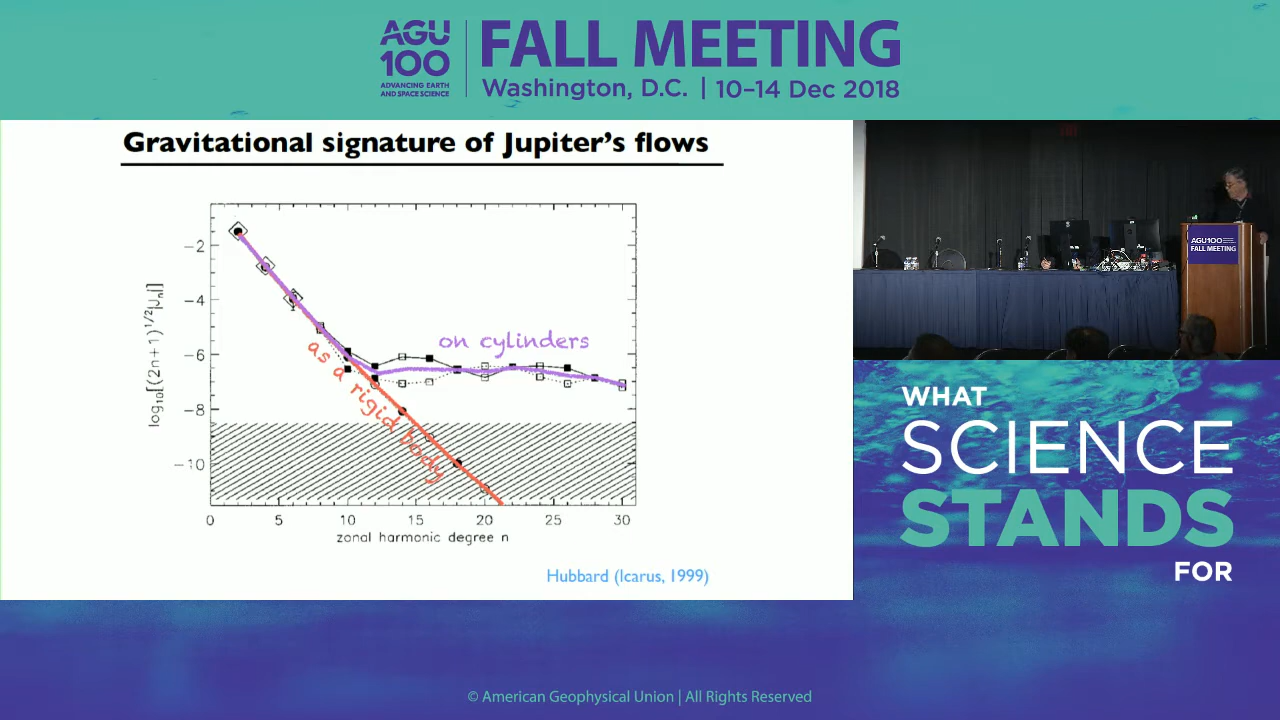 AGU
100
ADVANCING EARTH
AND SPACE SCIENCE
FALL MEETING
Washington, D.C. | 10–14 Dec 2018
Gravitational signature of Jupiter's flows
log₁₀[(2n+1)^1/2|Jₙ|]
−2
−4
−6
−8
−10
on cylinders
as a rigid body
0 5 10 15 20 25 30
zonal harmonic degree n
Hubbard (Icarus, 1999)
AGU100
FALL MEETING
WHAT
SCIENCE
STANDS
FOR
© American Geophysical Union | All Rights Reserved